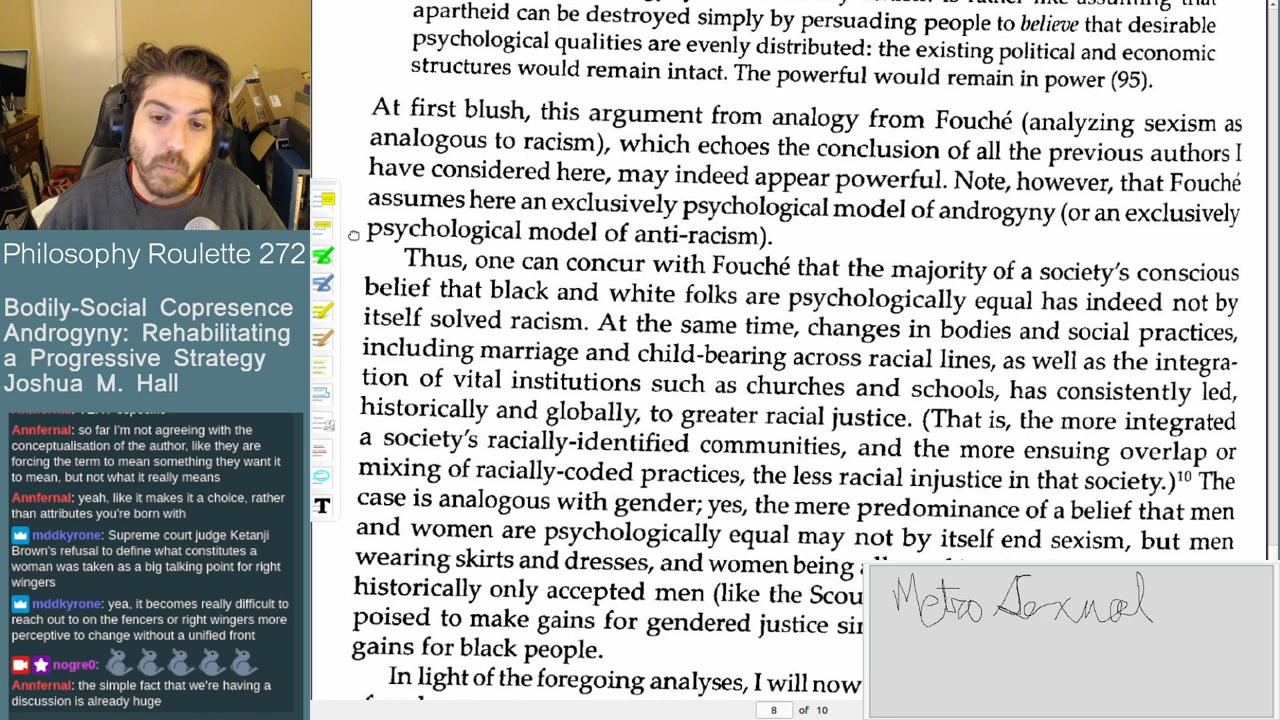 Philosophy Roulette 272
Bodily-Social Copresence
Androgyny: Rehabilitating
a Progressive Strategy
Joshua M. Hall
Annfernal: so far I'm not agreeing with the
conceptualisation of the author, like they are
forcing the term to mean something they want it
to mean, but not what it really means
Annfernal: yeah, like it makes it a choice, rather
than attributes you're born with
mddkyrone: Supreme court judge Ketanji
Brown's refusal to define what constitutes a
woman was taken as a big talking point for right
wingers
mddkyrone: yea, it becomes really difficult to
reach out to on the fencers or right wingers more
perceptive to change without a unified front
nogre0:
Annfernal: the simple fact that we're having a
discussion is already huge
apartheid can be destroyed simply by persuading people to believe that desirable
psychological qualities are evenly distributed: the existing political and economic
structures would remain intact. The powerful would remain in power (95).
At first blush, this argument from analogy from Fouché (analyzing sexism as
analogous to racism), which echoes the conclusion of all the previous authors I
have considered here, may indeed appear powerful. Note, however, that Fouché
assumes here an exclusively psychological model of androgyny (or an exclusively
psychological model of anti-racism).
Thus, one can concur with Fouché that the majority of a society's conscious
belief that black and white folks are psychologically equal has indeed not by
itself solved racism. At the same time, changes in bodies and social practices,
including marriage and child-bearing across racial lines, as well as the integra-
tion of vital institutions such as churches and schools, has consistently led,
historically and globally, to greater racial justice. (That is, the more integrated
a society's racially-identified communities, and the more ensuing overlap or
mixing of racially-coded practices, the less racial injustice in that society.)10 The
case is analogous with gender; yes, the mere predominance of a belief that men
and women are psychologically equal may not by itself end sexism, but men
wearing skirts and dresses, and women being
historically only accepted men (like the Scou
poised to make gains for gendered justice sir
gains for black people.
In light of the foregoing analyses, I will now
Metro Sexual
8 of 10
T